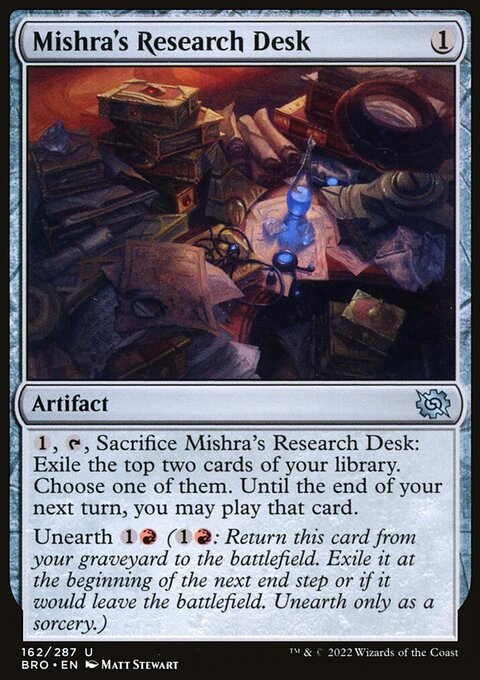 Mishra's Research Desk 1
Artifact
1, , Sacrifice Mishra's Research Desk:
Exile the top two cards of your library.
Choose one of them. Until the end of your
next turn, you may play that card.
Unearth 1 (1: Return this card from
your graveyard to the battlefield. Exile it at
the beginning of the next end step or if it
would leave the battlefield. Unearth only as a
sorcery.)
162/287 U
BRO • EN Matt Stewart
™ & © 2022 Wizards of the Coast